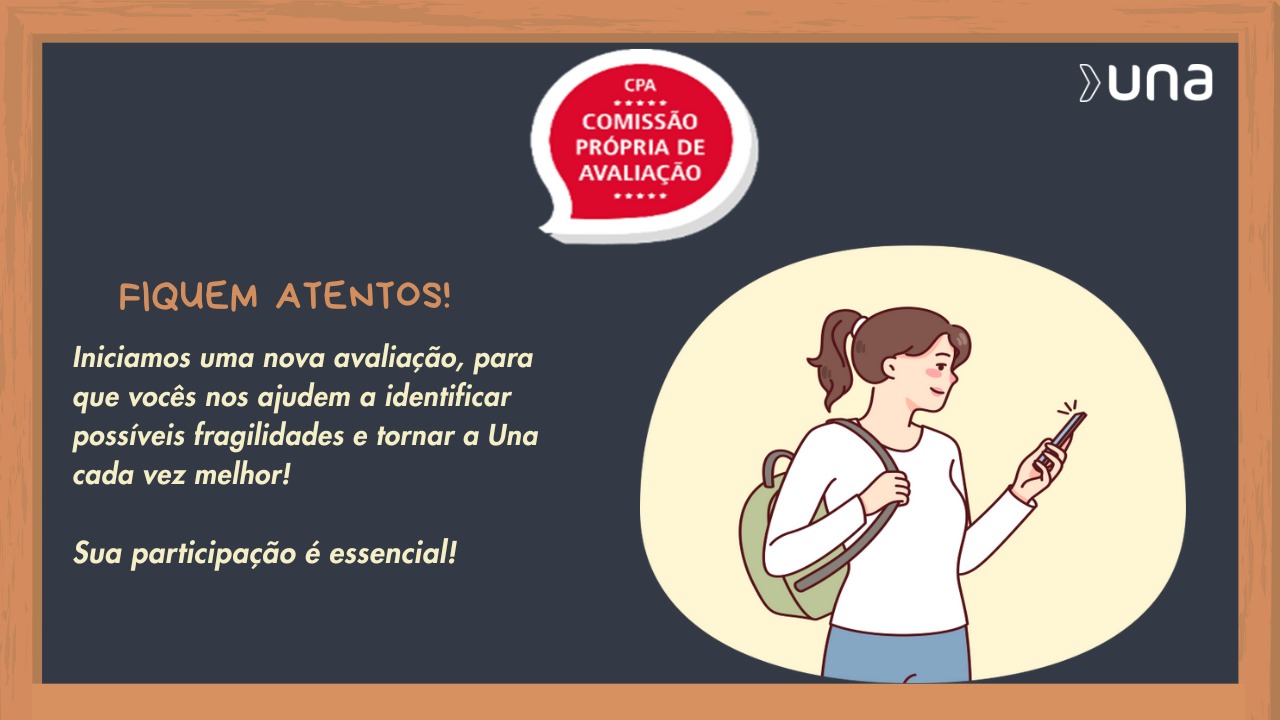 CPA
COMISSÃO
PRÓPRIA DE
AVALIAÇÃO
una
FIQUEM ATENTOS!
Iniciamos uma nova avaliação, para
que vocês nos ajudem a identificar
possíveis fragilidades e tornar a Una
cada vez melhor!
Sua participação é essencial!